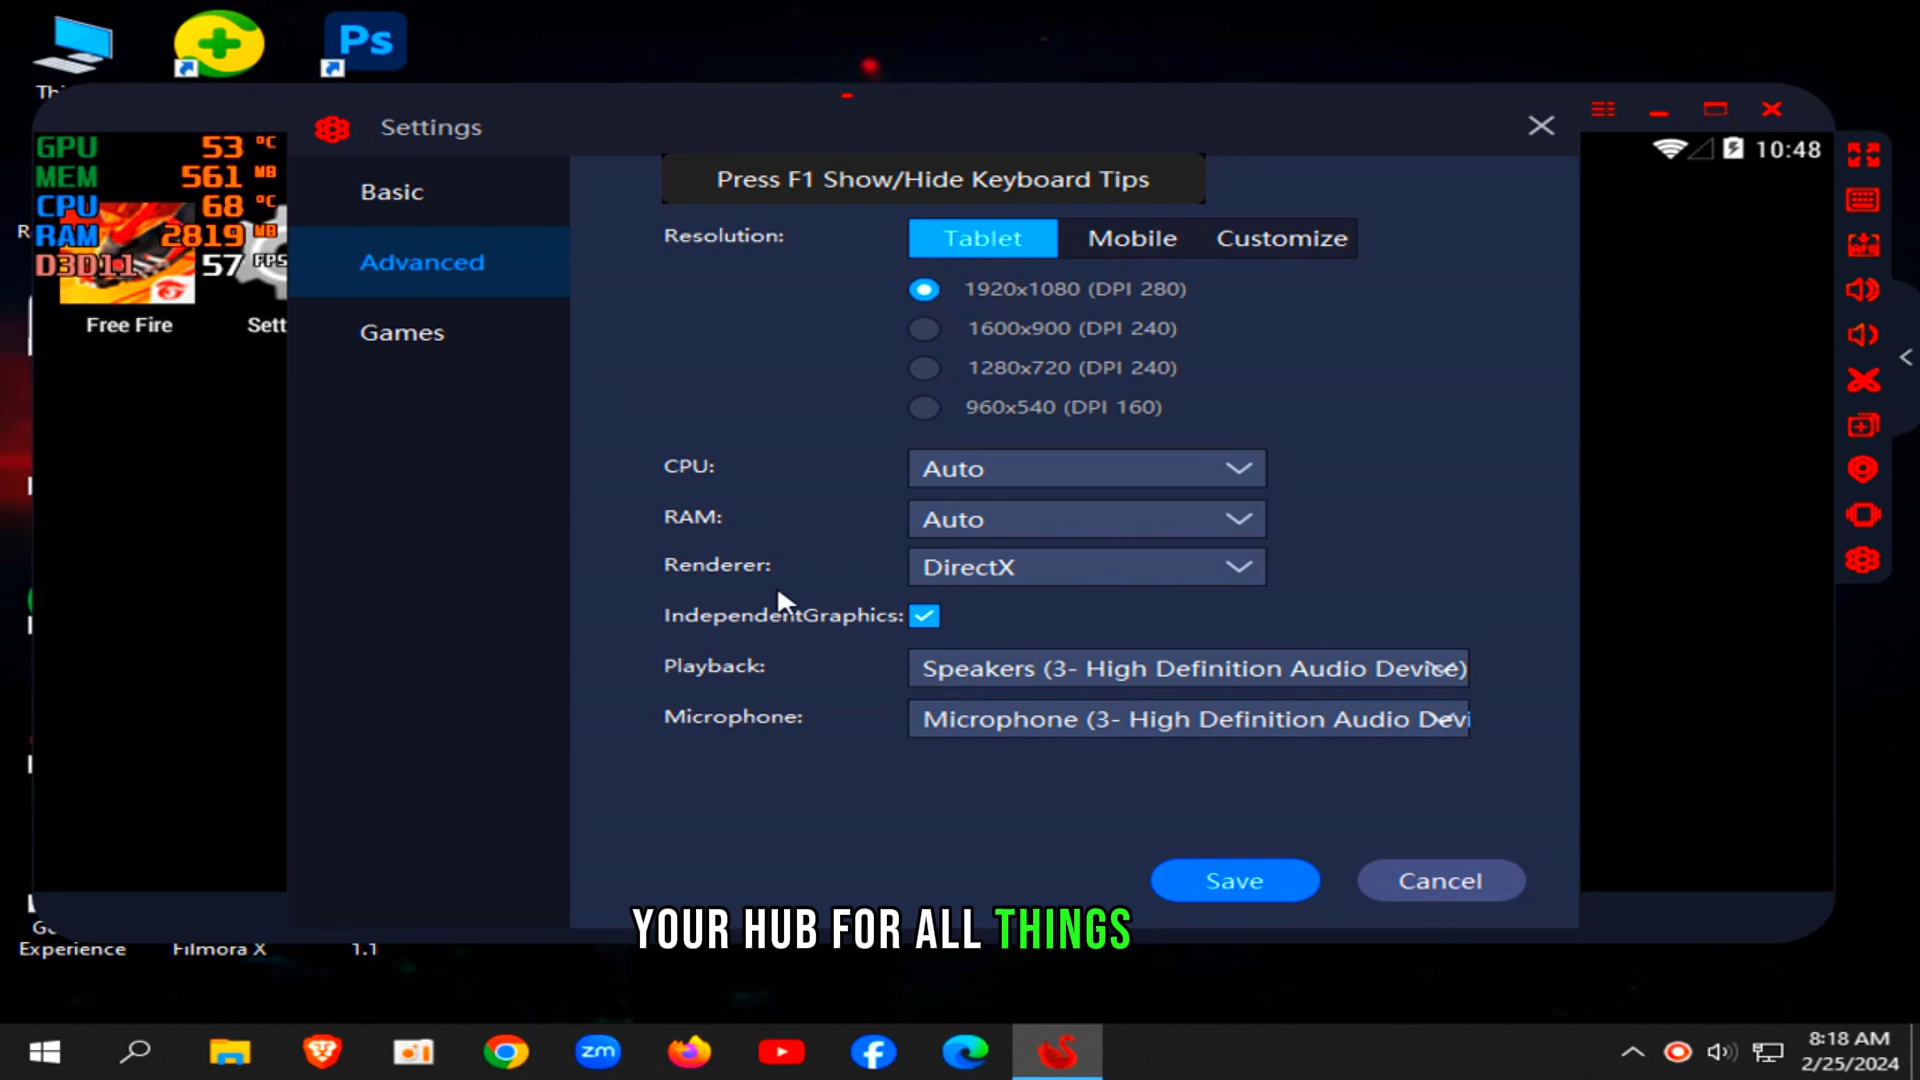 Ps
Settings
10:48
GPU 53 °C
MEM 561 MB
CPU 68 °C
RAM 2819 MB
D3D11 57 FPS
Free Fire
Sett
Basic
Advanced
Games
Press F1 Show/Hide Keyboard Tips
Resolution:
Tablet
Mobile
Customize
1920x1080 (DPI 280)
1600x900 (DPI 240)
1280x720 (DPI 240)
960x540 (DPI 160)
CPU:
Auto
RAM:
Auto
Renderer:
DirectX
IndependentGraphics:
Playback:
Speakers (3- High Definition Audio Device)
Microphone:
Microphone (3- High Definition Audio Devi
Save
Cancel
YOUR HUB FOR ALL THINGS
Experience
Filmora X
1.1
zm
8:18 AM
2/25/2024